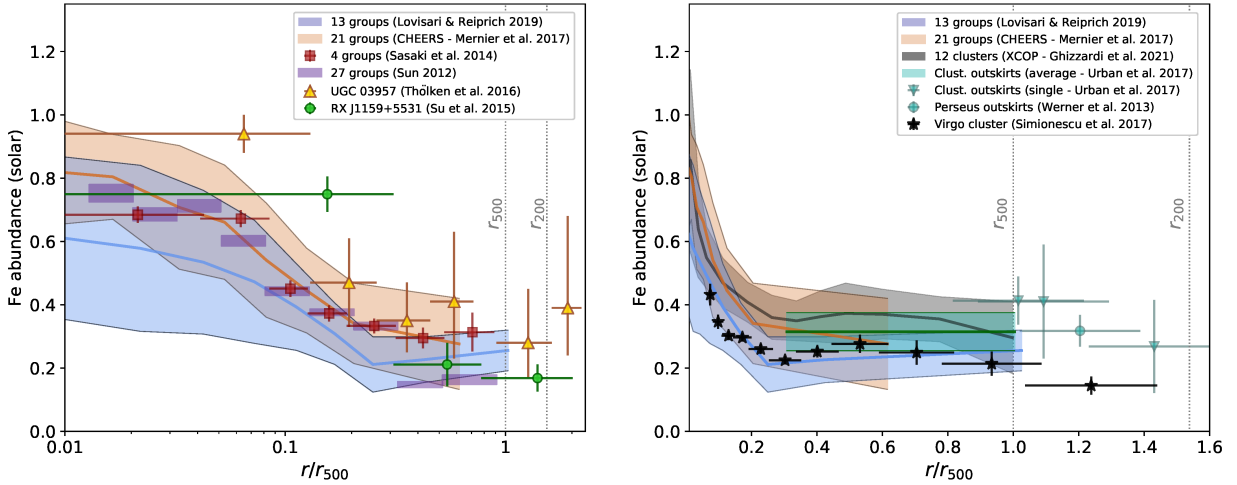 13 groups (Lovisari & Reiprich 2019)
21 groups (CHEERS - Mernier et al. 2017)
4 groups (Sasaki et al. 2014)
27 groups (Sun 2012)
UGC 03957 (Thölken et al. 2016)
RX J1159+5531 (Su et al. 2015)
Fe abundance (solar)
1.2
1.0
0.8
0.6
0.4
0.2
0.0
r500
r200
0.01 0.1 1
r/r500
13 groups (Lovisari & Reiprich 2019)
21 groups (CHEERS - Mernier et al. 2017)
12 clusters (XCOP - Ghizzardi et al. 2021)
Clust. outskirts (average - Urban et al. 2017)
Clust. outskirts (single - Urban et al. 2017)
Perseus outskirts (Werner et al. 2013)
Virgo cluster (Simionescu et al. 2017)
Fe abundance (solar)
1.2
1.0
0.8
0.6
0.4
0.2
0.0
r500
r200
0.2 0.4 0.6 0.8 1.0 1.2 1.4 1.6
r/r500